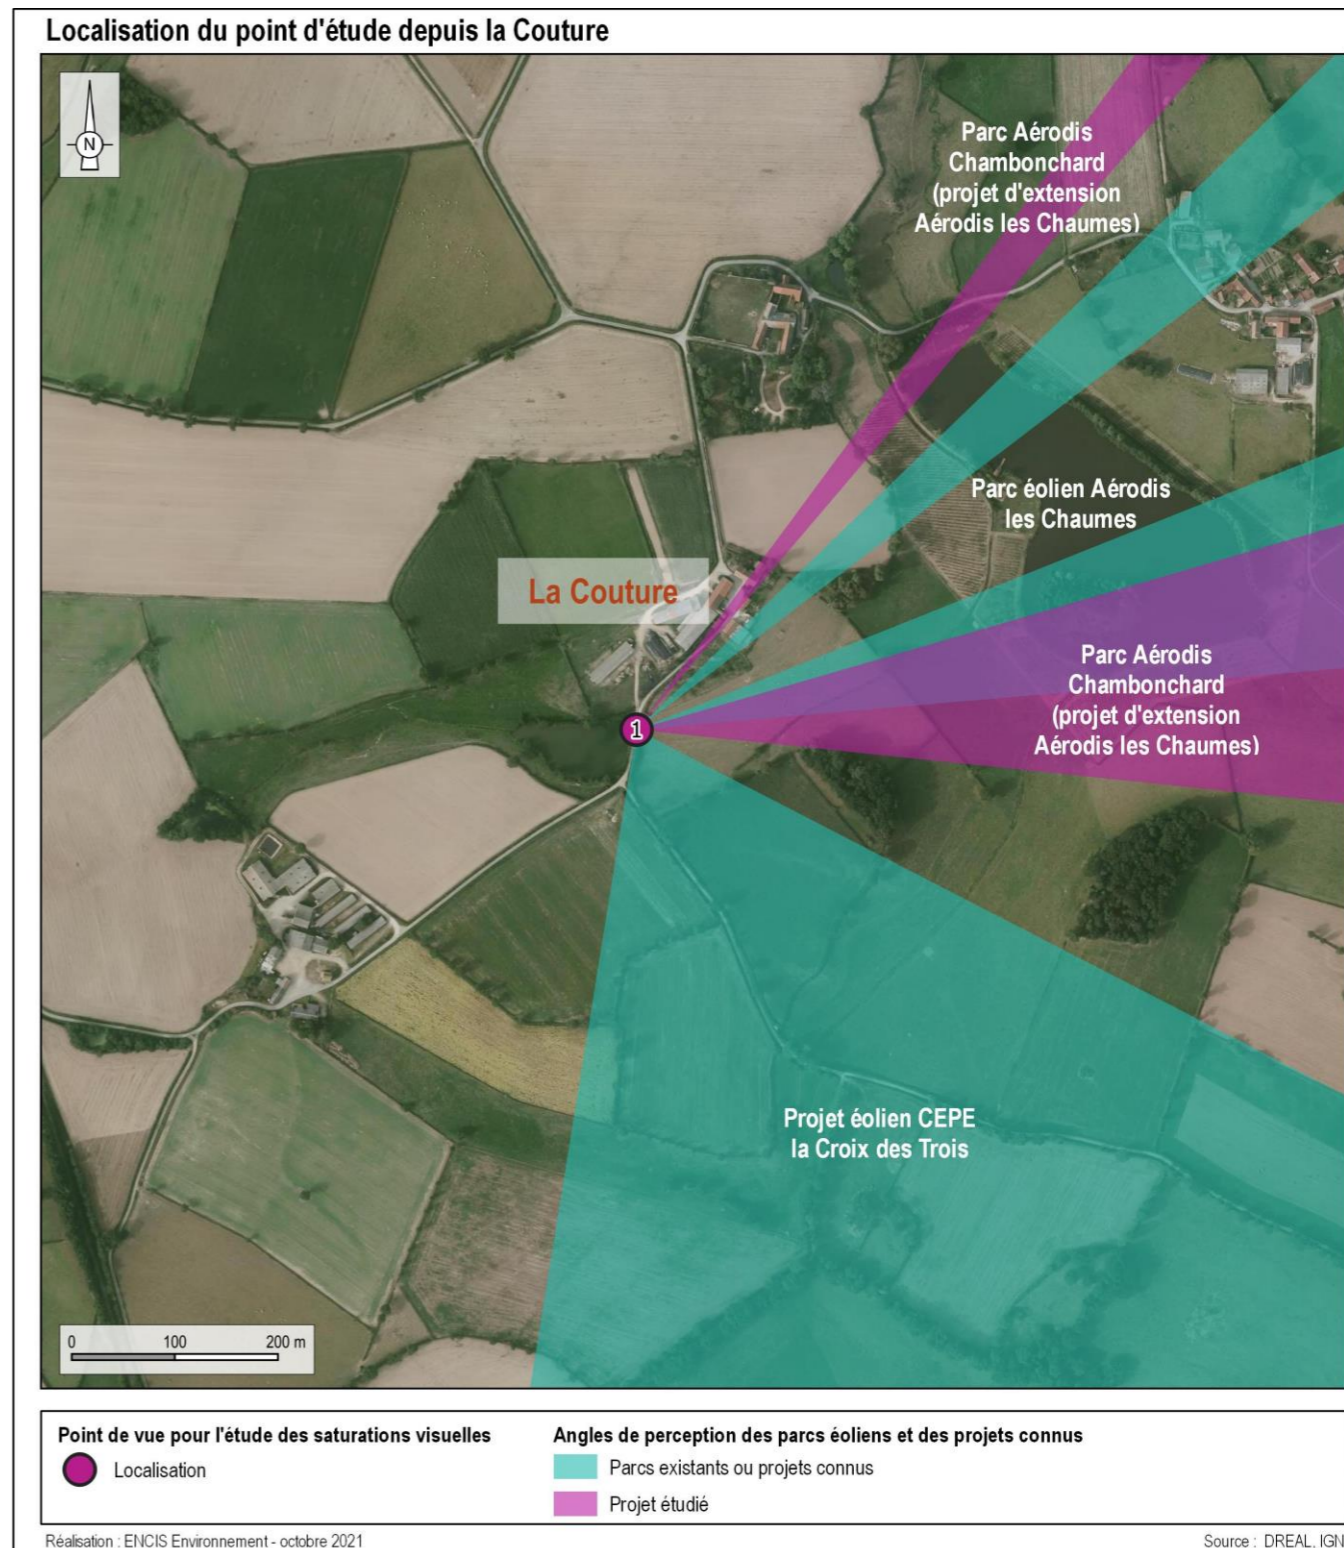 Localisation du point d'étude depuis la Couture
N
Parc Aérodis
Chambonchard
(projet d'extension
Aérodis les Chaumes)
Parc éolien Aérodis
les Chaumes
La Couture
Parc Aérodis
Chambonchard
(projet d'extension
Aérodis les Chaumes)
1
Projet éolien CEPE
la Croix des Trois
0 100 200 m
Point de vue pour l'étude des saturations visuelles
Localisation
Angles de perception des parcs éoliens et des projets connus
Parcs existants ou projets connus
Projet étudié
Réalisation : ENCIS Environnement - octobre 2021
Source : DREAL, IGN